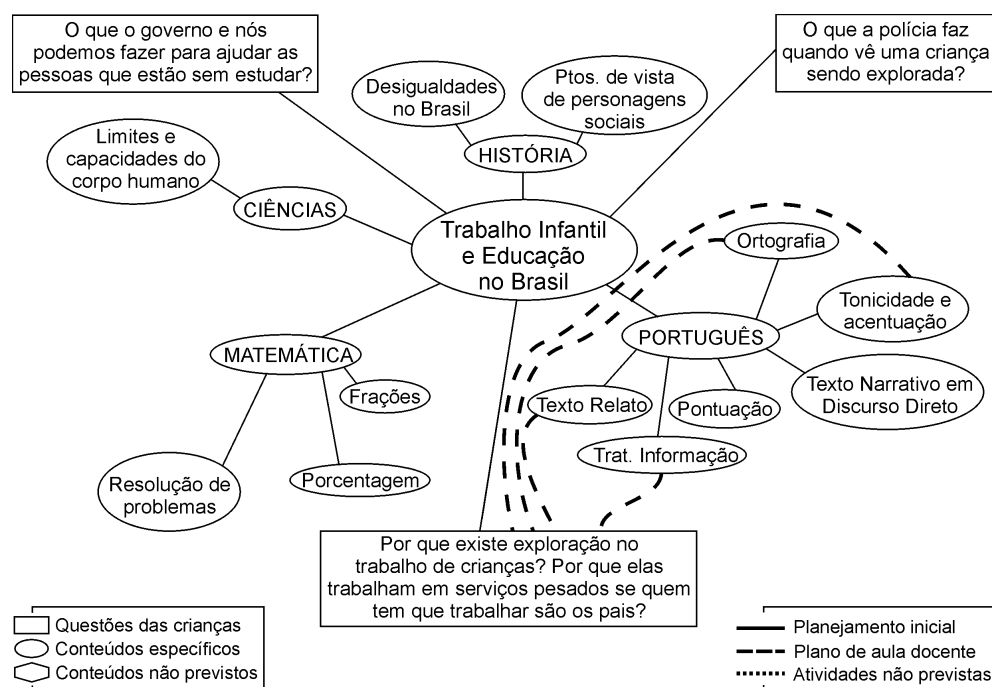 O que o governo e nós
podemos fazer para ajudar as
pessoas que estão sem estudar?
O que a polícia faz
quando vê uma criança
sendo explorada?
Desigualdades
no Brasil
Ptos. de vista
de personagens
sociais
Limites e
capacidades do
corpo humano
HISTÓRIA
CIÊNCIAS
Trabalho Infantil
e Educação
no Brasil
Ortografia
Tonicidade e
acentuação
PORTUGUÊS
MATEMÁTICA
Frações
Texto Relato
Pontuação
Texto Narrativo em
Discurso Direto
Trat. Informação
Resolução de
problemas
Porcentagem
Por que existe exploração no
trabalho de crianças? Por que elas
trabalham em serviços pesados se quem
tem que trabalhar são os pais?
Questões das crianças
Conteúdos específicos
Conteúdos não previstos
Planejamento inicial
Plano de aula docente
Atividades não previstas